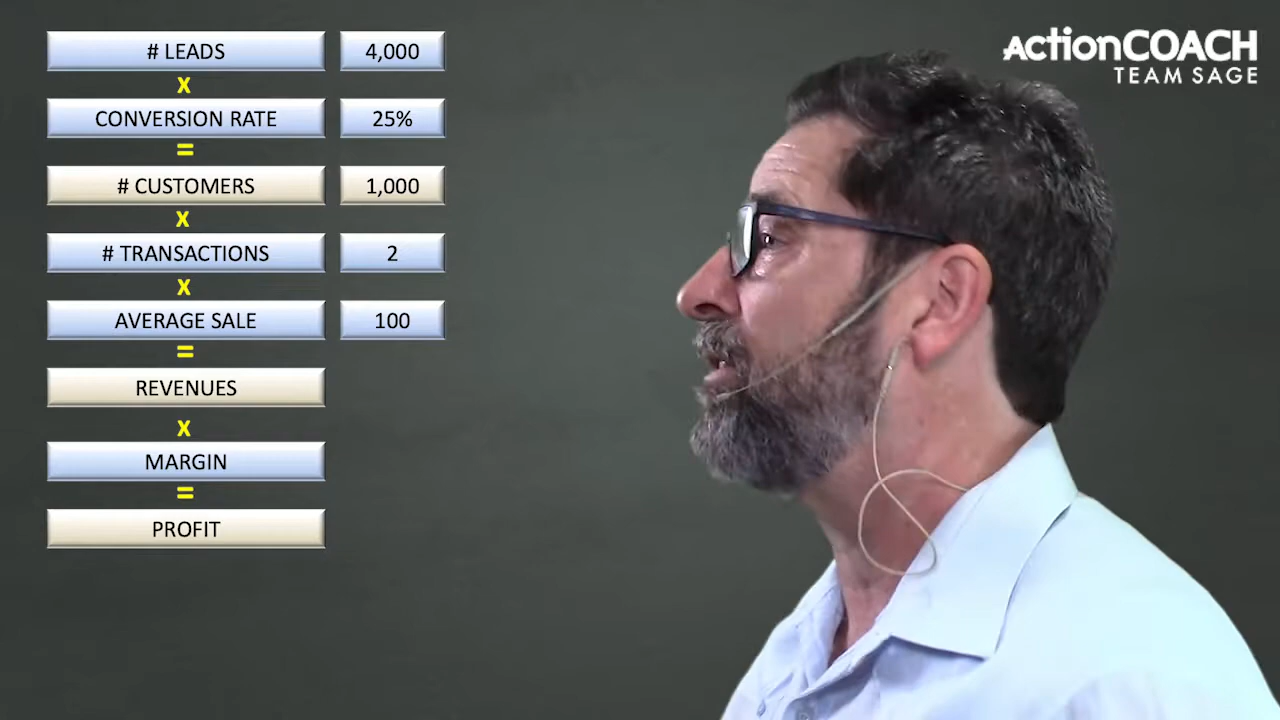 # LEADS 4,000
x
CONVERSION RATE 25%
=
# CUSTOMERS 1,000
x
# TRANSACTIONS 2
x
AVERAGE SALE 100
=
REVENUES
x
MARGIN
=
PROFIT
ActionCOACH
TEAM SAGE